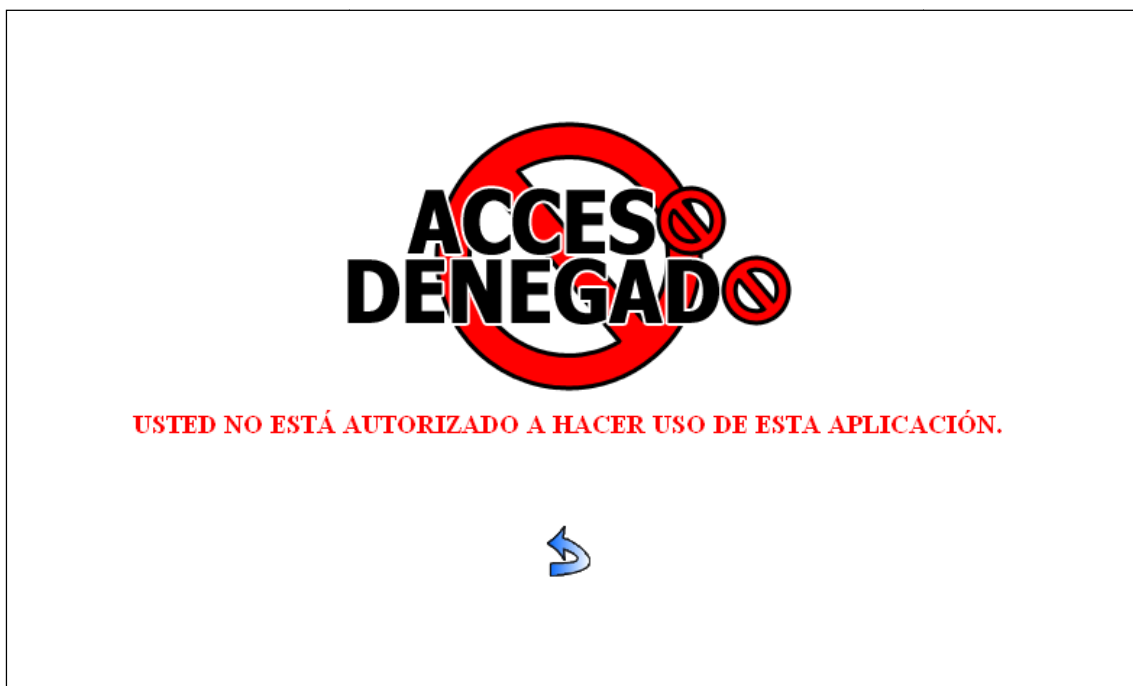 ACCESO
DENEGADO
USTED NO ESTÁ AUTORIZADO A HACER USO DE ESTA APLICACIÓN.